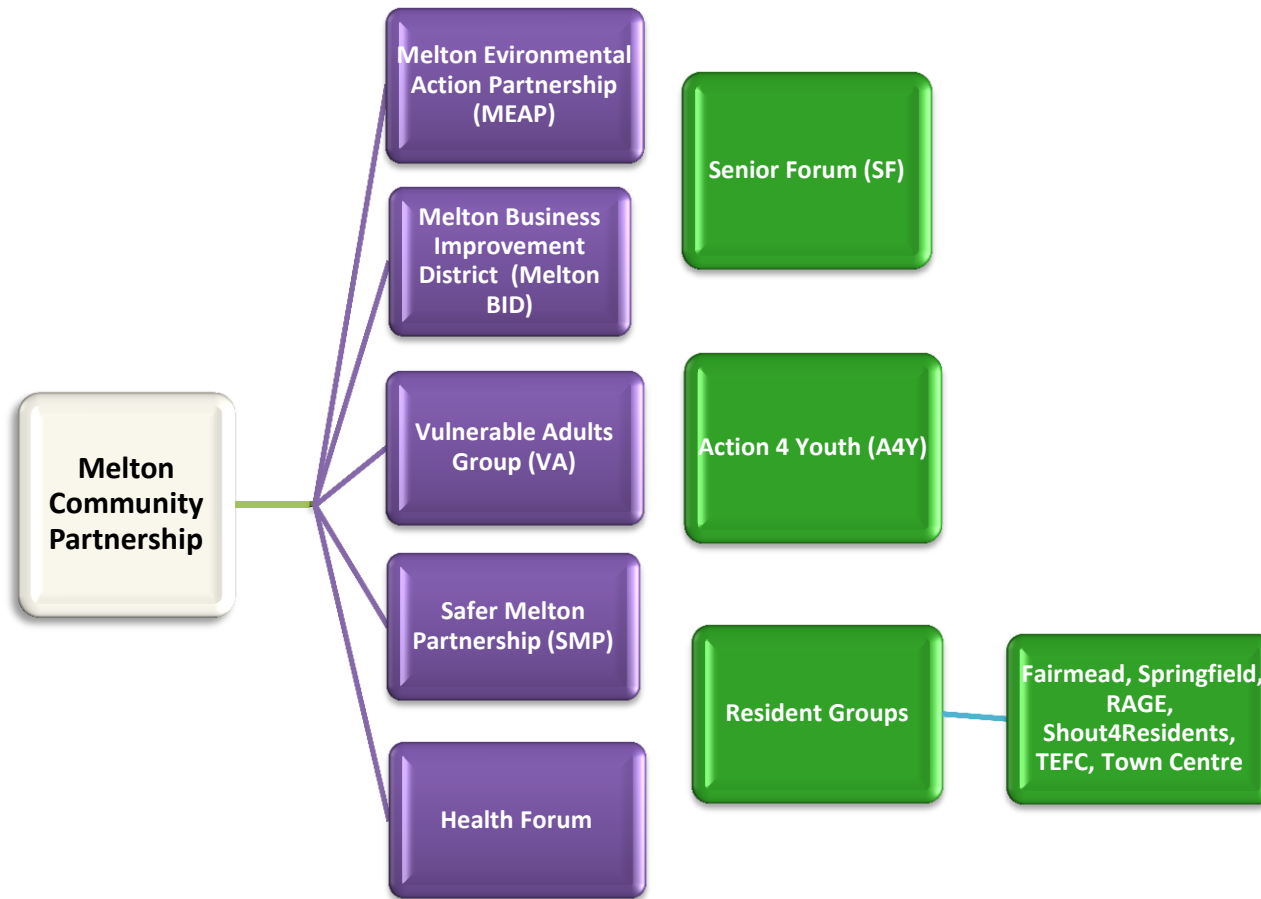 Melton
Community
Partnership
Melton Evironmental
Action Partnership
(MEAP)
Melton Business
Improvement
District  (Melton
BID)
Vulnerable Adults
Group (VA)
Safer Melton
Partnership (SMP)
Health Forum
Senior Forum (SF)
Action 4 Youth (A4Y)
Resident Groups
Fairmead, Springfield,
RAGE,
Shout4Residents,
TEFC, Town Centre